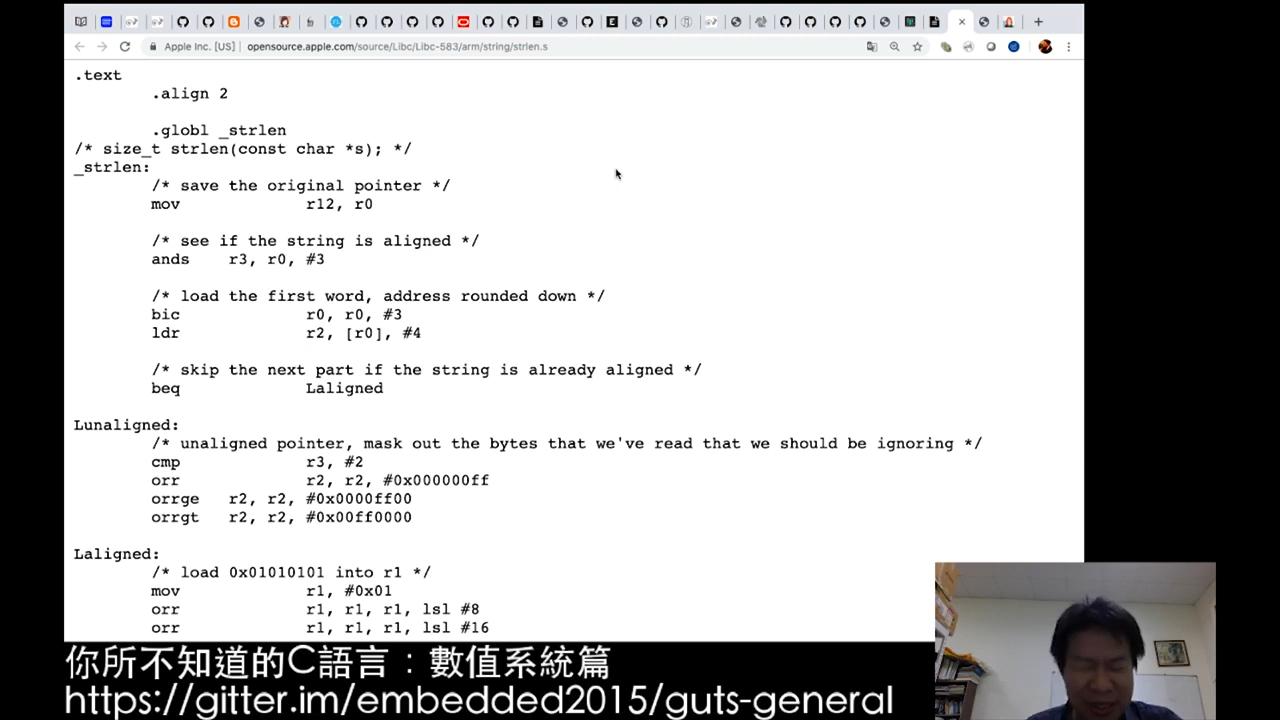 Apple Inc. [US] opensource.apple.com/source/Libc/Libc-583/arm/string/strlen.s
.text
.align 2
.globl _strlen
/* size_t strlen(const char *s); */
_strlen:
/* save the original pointer */
mov r12, r0
/* see if the string is aligned */
ands r3, r0, #3
/* load the first word, address rounded down */
bic r0, r0, #3
ldr r2, [r0], #4
/* skip the next part if the string is already aligned */
beq Laligned
Lunaligned:
/* unaligned pointer, mask out the bytes that we've read that we should be ignoring */
cmp r3, #2
orr r2, r2, #0x000000ff
orrge r2, r2, #0x0000ff00
orrgt r2, r2, #0x00ff0000
Laligned:
/* load 0x01010101 into r1 */
mov r1, #0x01
orr r1, r1, r1, lsl #8
orr r1, r1, r1, lsl #16
你所不知道的C語言：數值系統篇
https://gitter.im/embedded2015/guts-general